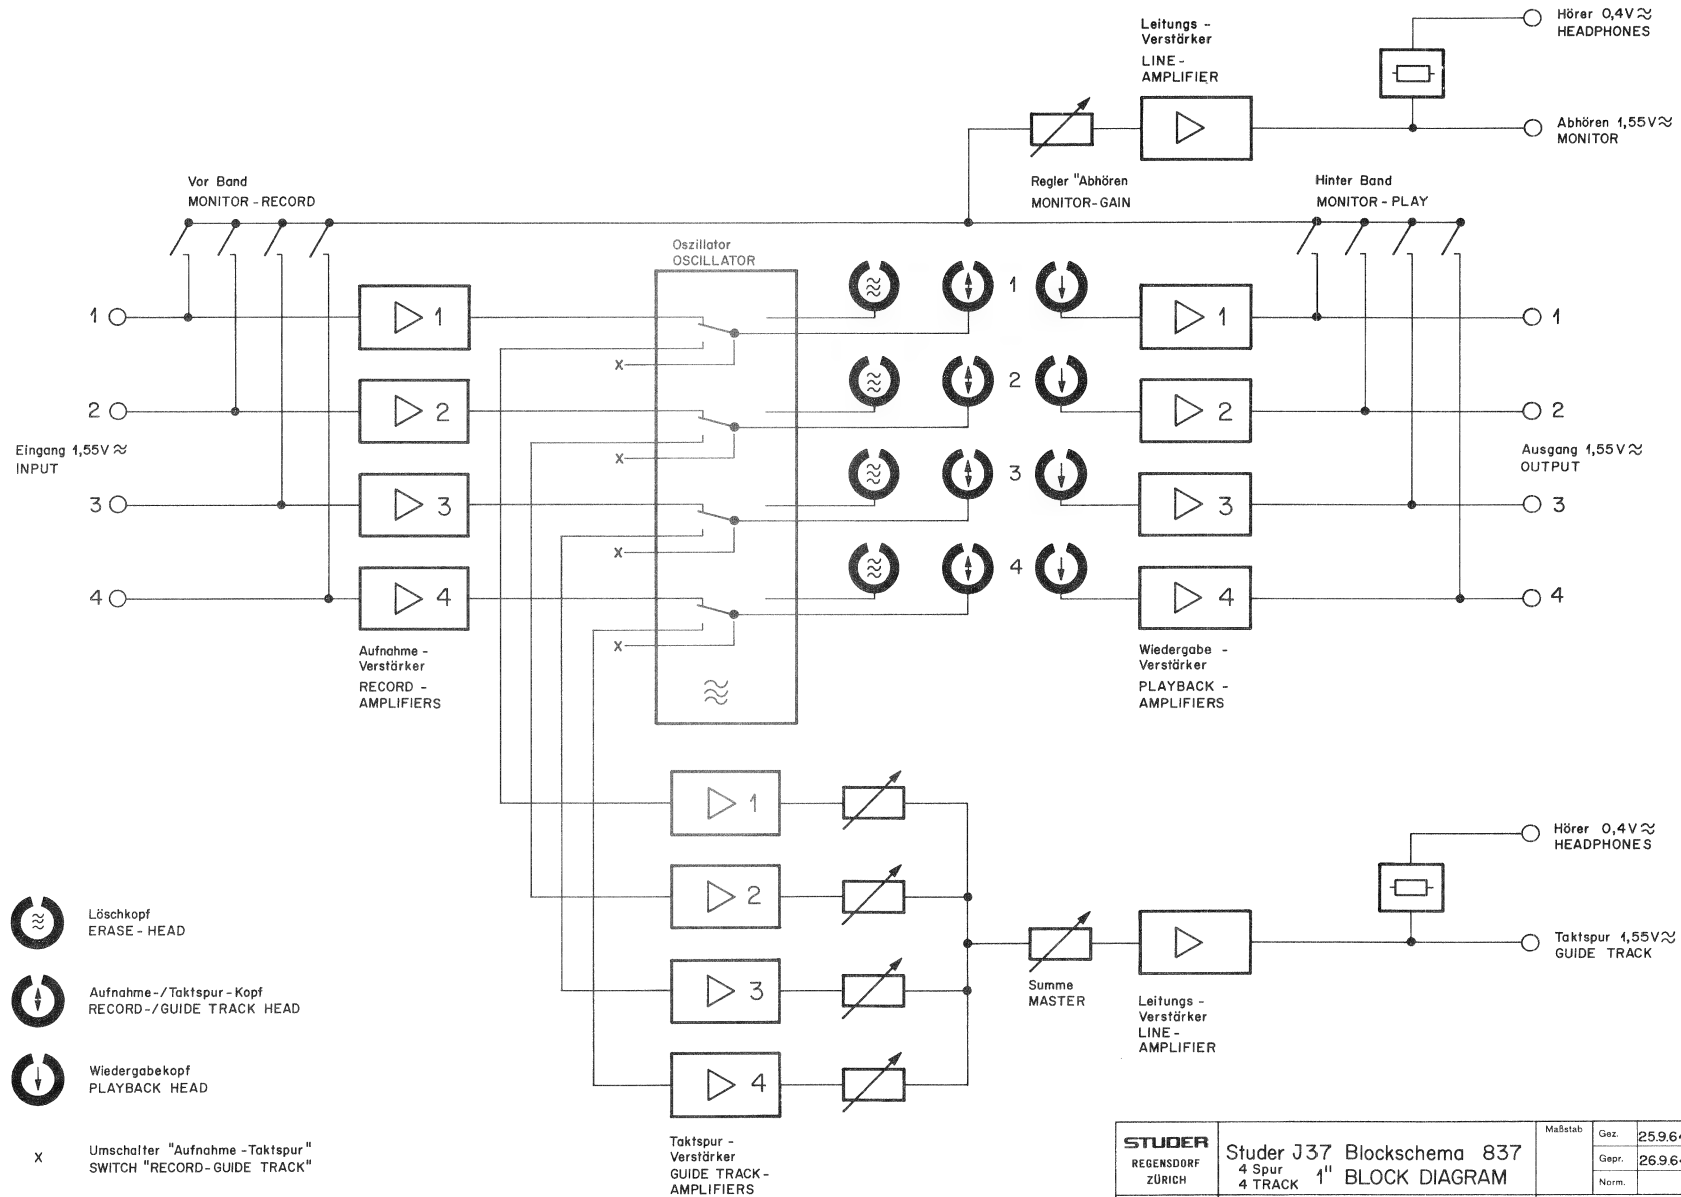 Leitungs -
Verstärker
LINE -
AMPLIFIER
Hörer 0,4V≈
HEADPHONES
Abhören 1,55V≈
MONITOR
Regler "Abhören
MONITOR-GAIN
Vor Band
MONITOR - RECORD
Hinter Band
MONITOR - PLAY
Oszillator
OSCILLATOR
1
1
1
1
1
x
2
2
2
2
2
x
Eingang 1,55V≈
INPUT
Ausgang 1,55V≈
OUTPUT
3
3
3
3
3
x
4
4
4
4
4
x
Aufnahme -
Verstärker
RECORD -
AMPLIFIERS
Wiedergabe -
Verstärker
PLAYBACK -
AMPLIFIERS
1
2
3
4
Taktspur -
Verstärker
GUIDE TRACK -
AMPLIFIERS
Summe
MASTER
Leitungs -
Verstärker
LINE -
AMPLIFIER
Hörer 0,4V≈
HEADPHONES
Taktspur 1,55V≈
GUIDE TRACK
Löschkopf
ERASE - HEAD
Aufnahme-/Taktspur-Kopf
RECORD-/GUIDE TRACK HEAD
Wiedergabekopf
PLAYBACK HEAD
x Umschalter "Aufnahme - Taktspur"
SWITCH "RECORD - GUIDE TRACK"
STUDER
REGENSDORF
ZÜRICH
Studer J37 Blockschema 837
4 Spur
4 TRACK 1" BLOCK DIAGRAM
Maßstab
Gez. 25.9.64
Gepr. 26.9.64
Norm.